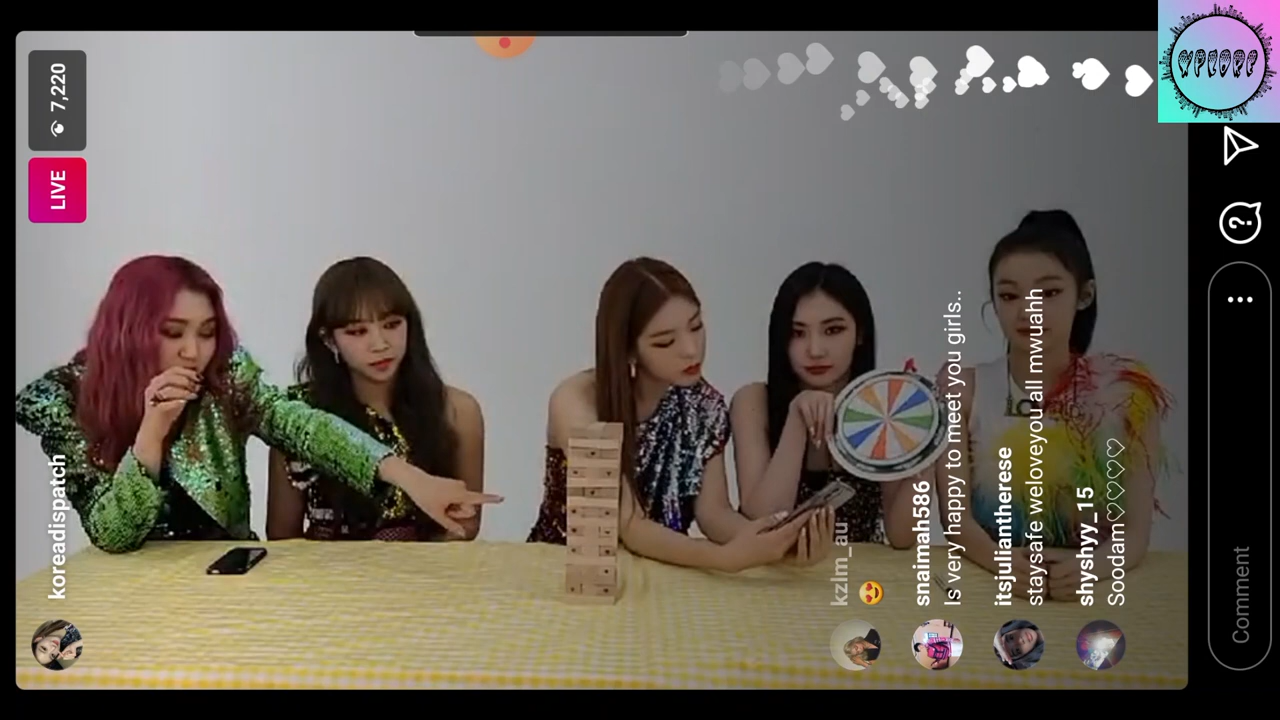 koreadispatch
LIVE
7,220
kzlm_au
😍
snaimah586
Is very happy to meet you girls..
itsjuliantherese
staysafe weloveyou all mwuahh
shyshyy_15
Soodam♡♡♡♡♡
Comment
XPLORE